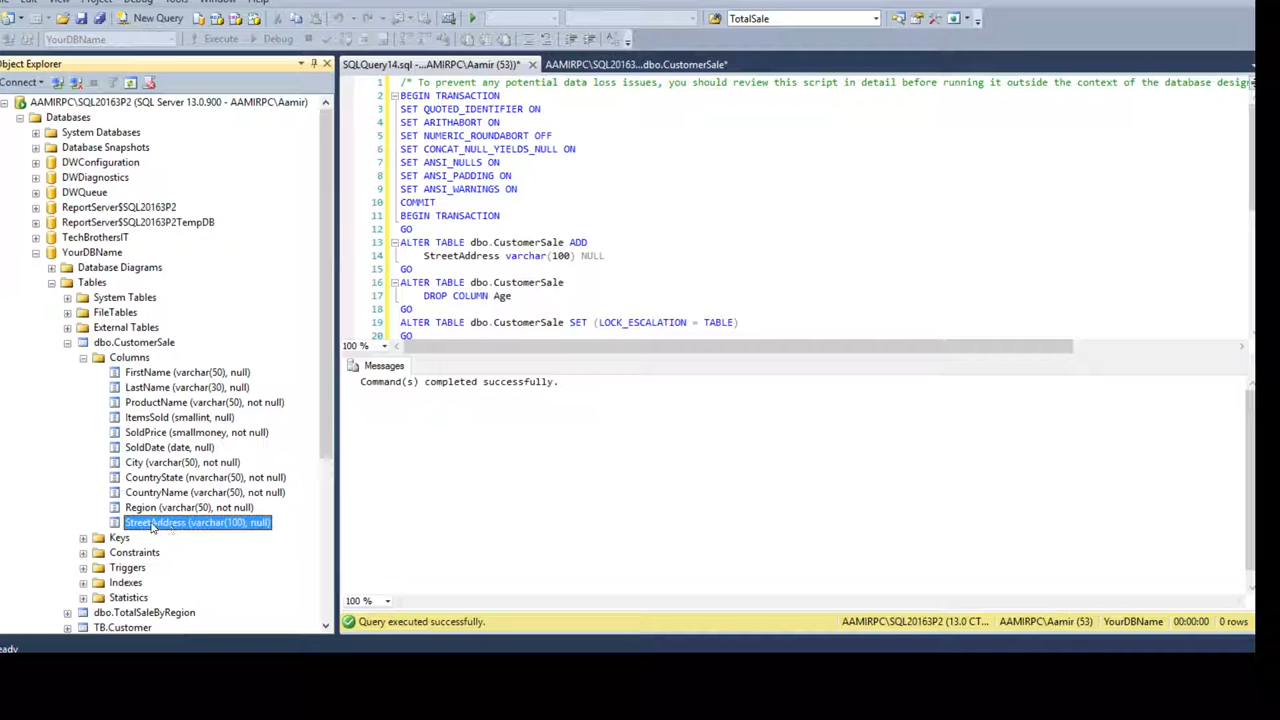 Edit View Project Debug Tools Window Help
New Query
TotalSale
YourDBName
Execute
Debug
Object Explorer
SQLQuery14.sql -...AMIRPC\Aamir (53))*
AAMIRPC\SQL20163...dbo.CustomerSale*
Connect
AAMIRPC\SQL20163P2 (SQL Server 13.0.900 - AAMIRPC\Aamir)
Databases
System Databases
Database Snapshots
DWConfiguration
DWDiagnostics
DWQueue
ReportServer$SQL20163P2
ReportServer$SQL20163P2TempDB
TechBrothersIT
YourDBName
Database Diagrams
Tables
System Tables
FileTables
External Tables
dbo.CustomerSale
Columns
FirstName (varchar(50), null)
LastName (varchar(30), null)
ProductName (varchar(50), not null)
ItemsSold (smallint, null)
SoldPrice (smallmoney, not null)
SoldDate (date, null)
City (varchar(50), not null)
CountryState (nvarchar(50), not null)
CountryName (varchar(50), not null)
Region (varchar(50), not null)
StreetAddress (varchar(100), null)
Keys
Constraints
Triggers
Indexes
Statistics
dbo.TotalSaleByRegion
TB.Customer
1 /* To prevent any potential data loss issues, you should review this script in detail before running it outside the context of the database desig
2 BEGIN TRANSACTION
3 SET QUOTED_IDENTIFIER ON
4 SET ARITHABORT ON
5 SET NUMERIC_ROUNDABORT OFF
6 SET CONCAT_NULL_YIELDS_NULL ON
7 SET ANSI_NULLS ON
8 SET ANSI_PADDING ON
9 SET ANSI_WARNINGS ON
10 COMMIT
11 BEGIN TRANSACTION
12 GO
13 ALTER TABLE dbo.CustomerSale ADD
14 StreetAddress varchar(100) NULL
15 GO
16 ALTER TABLE dbo.CustomerSale
17 DROP COLUMN Age
18 GO
19 ALTER TABLE dbo.CustomerSale SET (LOCK_ESCALATION = TABLE)
20 GO
100 %
Messages
Command(s) completed successfully.
100 %
Query executed successfully.
AAMIRPC\SQL20163P2 (13.0 CT...
AAMIRPC\Aamir (53)
YourDBName
00:00:00
0 rows
eady